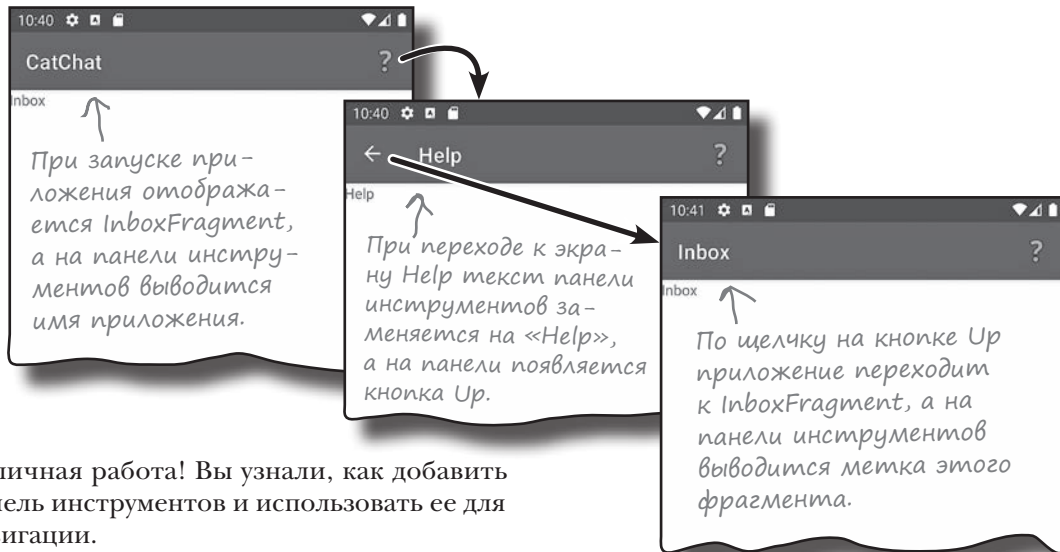 10:40
CatChat
?
nbox
При запуске при-
ложения отобража-
ется InboxFragment,
а на панели инстру-
ментов выводится
имя приложения.
10:40
← Help
?
Help
При переходе к экра-
ну Help текст панели
инструментов за-
меняется на «Help»,
а на панели появляется
кнопка Up.
10:41
Inbox
?
nbox
По щелчку на кнопке Up
приложение переходит
к InboxFragment, а на
панели инструментов
выводится метка этого
фрагмента.
личная работа! Вы узнали, как добавить
нель инструментов и использовать ее для
игации.